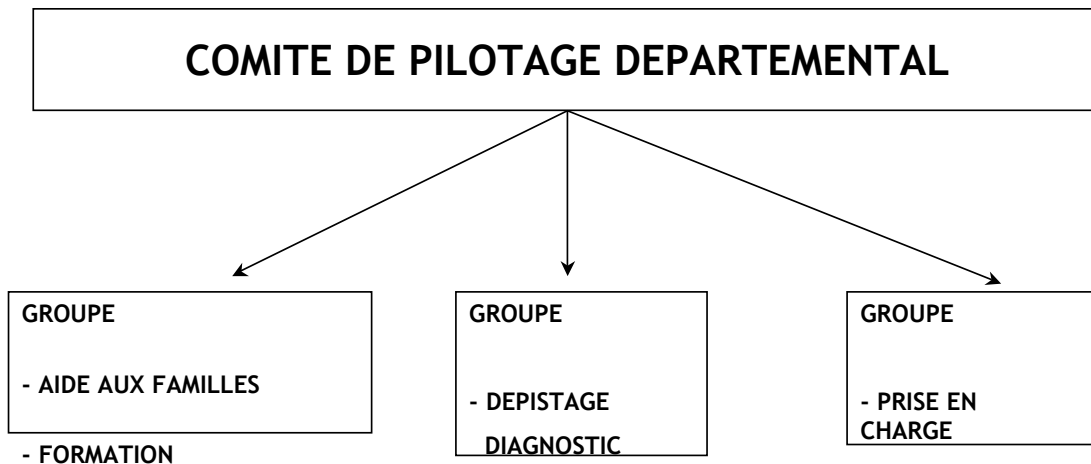 COMITE DE PILOTAGE DEPARTEMENTAL
GROUPE
- AIDE AUX FAMILLES
- FORMATION
GROUPE
- DEPISTAGE
DIAGNOSTIC
GROUPE
- PRISE EN
CHARGE